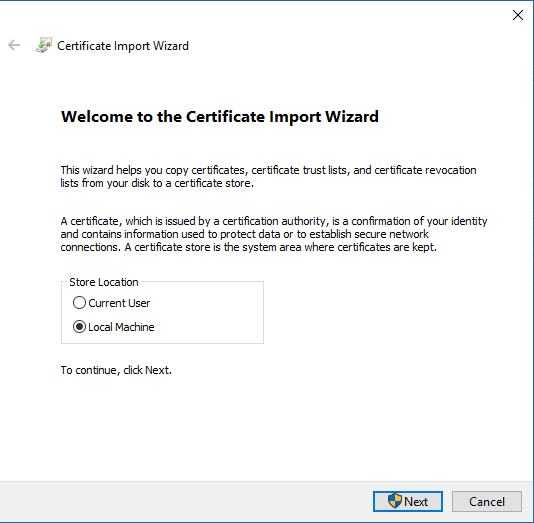 Certificate Import Wizard
Welcome to the Certificate Import Wizard
This wizard helps you copy certificates, certificate trust lists, and certificate revocation
lists from your disk to a certificate store.
A certificate, which is issued by a certification authority, is a confirmation of your identity
and contains information used to protect data or to establish secure network
connections. A certificate store is the system area where certificates are kept.
Store Location
Current User
Local Machine
To continue, click Next.
Next
Cancel